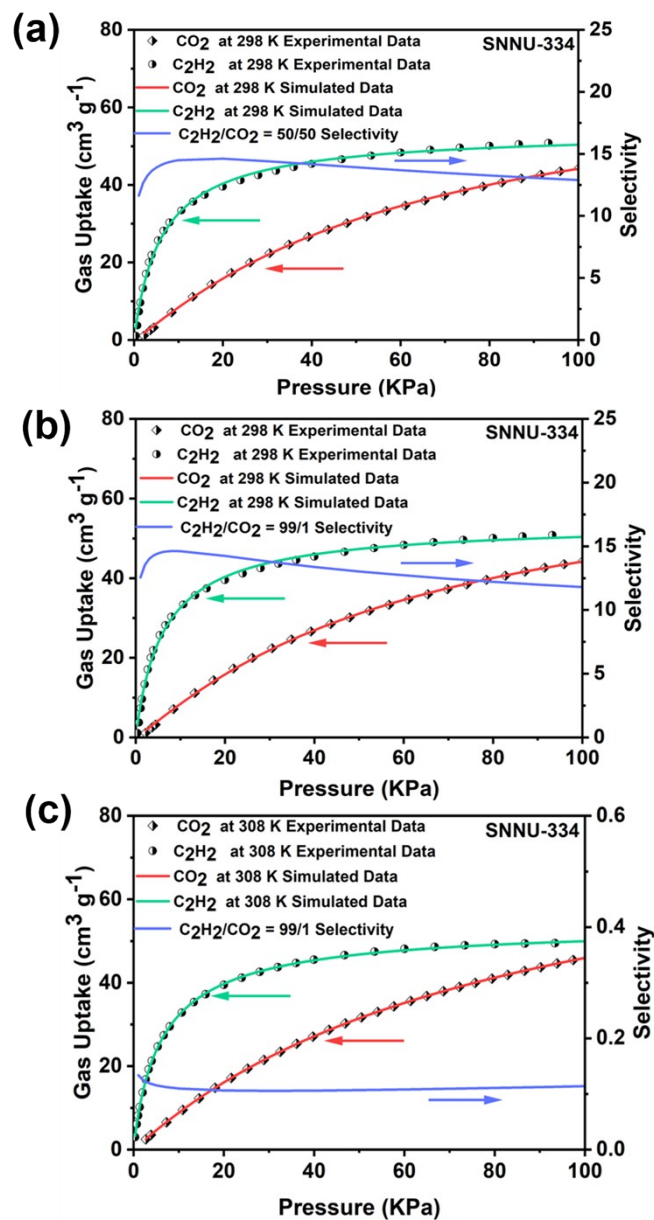 (a)
80
60
40
20
0
Gas Uptake (cm³ g⁻¹)
CO₂ at 298 K Experimental Data
C₂H₂ at 298 K Experimental Data
CO₂ at 298 K Simulated Data
C₂H₂ at 298 K Simulated Data
C₂H₂/CO₂ = 50/50 Selectivity
SNNU-334
25
20
15
10
5
0
Selectivity
0 20 40 60 80 100
Pressure (KPa)
(b)
80
60
40
20
0
Gas Uptake (cm³ g⁻¹)
CO₂ at 298 K Experimental Data
C₂H₂ at 298 K Experimental Data
CO₂ at 298 K Simulated Data
C₂H₂ at 298 K Simulated Data
C₂H₂/CO₂ = 99/1 Selectivity
SNNU-334
25
20
15
10
5
0
Selectivity
0 20 40 60 80 100
Pressure (KPa)
(c)
80
60
40
20
0
Gas Uptake (cm³ g⁻¹)
CO₂ at 308 K Experimental Data
C₂H₂ at 308 K Experimental Data
CO₂ at 308 K Simulated Data
C₂H₂ at 308 K Simulated Data
C₂H₂/CO₂ = 99/1 Selectivity
SNNU-334
0.6
0.4
0.2
0.0
Selectivity
0 20 40 60 80 100
Pressure (KPa)